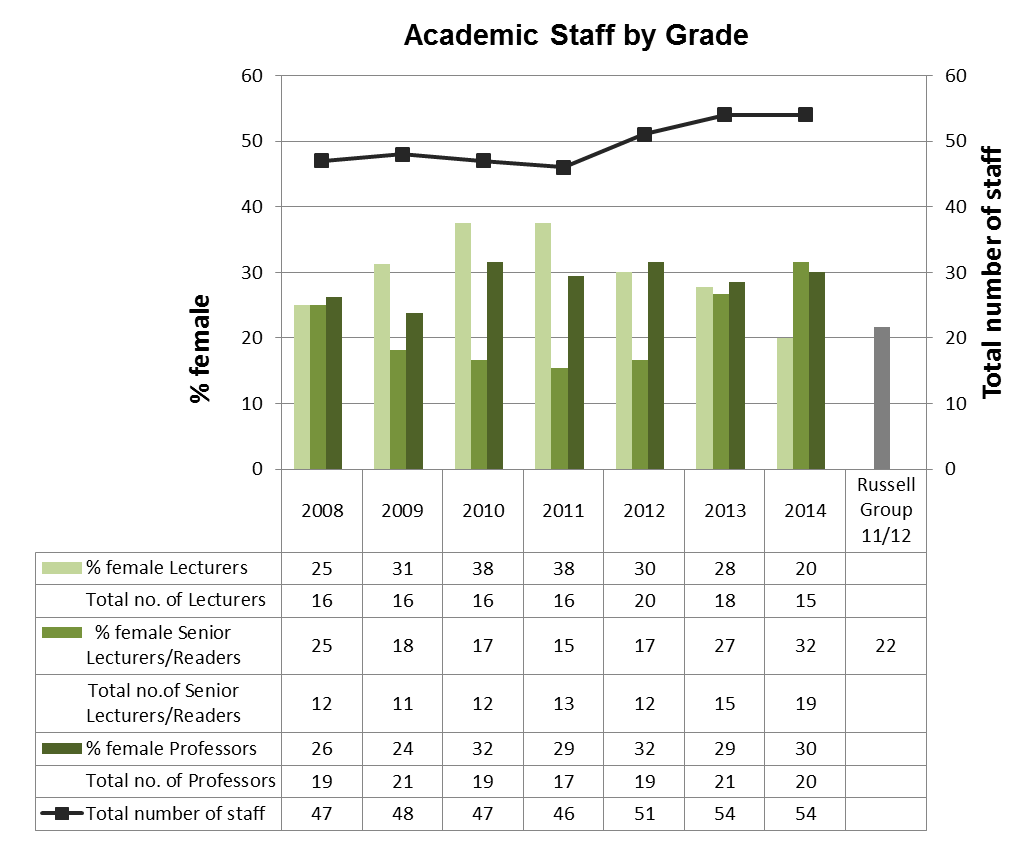 Academic Staff by Grade
60
50
40
30
20
10
0
% female
60
50
40
30
20
10
0
Total number of staff
2008 2009 2010 2011 2012 2013 2014 Russell
Group
11/12
% female Lecturers 25 31 38 38 30 28 20
Total no. of Lecturers 16 16 16 16 20 18 15
% female Senior
Lecturers/Readers 25 18 17 15 17 27 32 22
Total no.of Senior
Lecturers/Readers 12 11 12 13 12 15 19
% female Professors 26 24 32 29 32 29 30
Total no. of Professors 19 21 19 17 19 21 20
Total number of staff 47 48 47 46 51 54 54